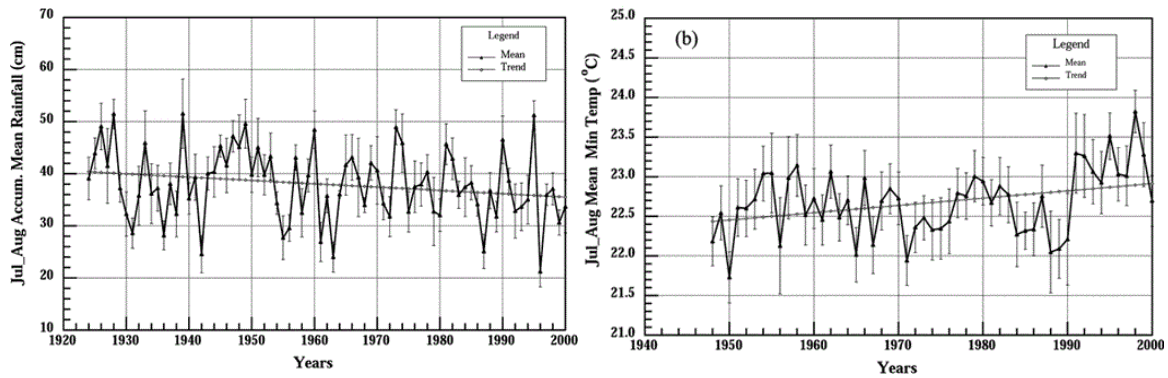 Jul_Aug Accum. Mean Rainfall (cm)
70
60
50
40
30
20
10
Legend
Mean
Trend
1920 1930 1940 1950 1960 1970 1980 1990 2000
Years
Jul_Aug Mean Min Temp (°C)
25.0
24.5
24.0
23.5
23.0
22.5
22.0
21.5
21.0
(b)
Legend
Mean
Trend
1940 1950 1960 1970 1980 1990 2000
Years